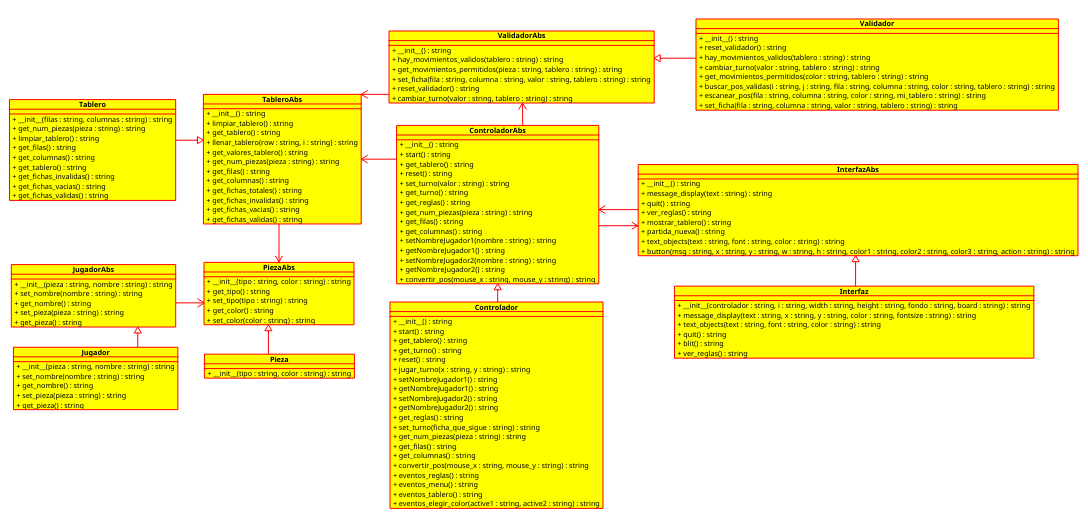 Tablero
+ __init__(filas : string, columnas : string) : string
+ get_num_piezas(pieza : string) : string
+ limpiar_tablero() : string
+ get_filas() : string
+ get_columnas() : string
+ get_tablero() : string
+ get_fichas_invalidas() : string
+ get_fichas_vacias() : string
+ get_fichas_validas() : string
TableroAbs
+ __init__() : string
+ limpiar_tablero() : string
+ get_tablero() : string
+ llenar_tablero(row : string, i : string) : string
+ get_valores_tablero() : string
+ get_num_piezas(pieza : string) : string
+ get_filas() : string
+ get_columnas() : string
+ get_fichas_totales() : string
+ get_fichas_invalidas() : string
+ get_fichas_vacias() : string
+ get_fichas_validas() : string
ValidadorAbs
+ __init__() : string
+ hay_movimientos_validos(tablero : string) : string
+ get_movimientos_permitidos(pieza : string, tablero : string) : string
+ set_ficha(fila : string, columna : string, valor : string, tablero : string) : string
+ reset_validador() : string
+ cambiar_turno(valor : string, tablero : string) : string
Validador
+ __init__() : string
+ reset_validador() : string
+ hay_movimientos_validos(tablero : string) : string
+ cambiar_turno(valor : string, tablero : string) : string
+ get_movimientos_permitidos(color : string, tablero : string) : string
+ buscar_pos_validas(i : string, j : string, fila : string, columna : string, color : string, tablero : string) : string
+ escanear_pos(fila : string, columna : string, color : string, mi_tablero : string) : string
+ set_ficha(fila : string, columna : string, valor : string, tablero : string) : string
ControladorAbs
+ __init__() : string
+ start() : string
+ get_tablero() : string
+ reset() : string
+ set_turno(valor : string) : string
+ get_turno() : string
+ get_reglas() : string
+ get_num_piezas(pieza : string) : string
+ get_filas() : string
+ get_columnas() : string
+ setNombreJugador1(nombre : string) : string
+ getNombreJugador1() : string
+ setNombreJugador2(nombre : string) : string
+ getNombreJugador2() : string
+ convertir_pos(mouse_x : string, mouse_y : string) : string
InterfazAbs
+ __init__() : string
+ message_display(text : string) : string
+ quit() : string
+ ver_reglas() : string
+ mostrar_tablero() : string
+ partida_nueva() : string
+ text_objects(text : string, font : string, color : string) : string
+ button(msg : string, x : string, y : string, w : string, h : string, color1 : string, color2 : string, color3 : string, action : string) : string
JugadorAbs
+ __init__(pieza : string, nombre : string) : string
+ set_nombre(nombre : string) : string
+ get_nombre() : string
+ set_pieza(pieza : string) : string
+ get_pieza() : string
PiezaAbs
+ __init__(tipo : string, color : string) : string
+ get_tipo() : string
+ set_tipo(tipo : string) : string
+ get_color() : string
+ set_color(color : string) : string
Interfaz
+ __init__(controlador : string, i : string, width : string, height : string, fondo : string, board : string) : string
+ message_display(text : string, x : string, y : string, color : string, fontsize : string) : string
+ text_objects(text : string, font : string, color : string) : string
+ quit() : string
+ blit() : string
+ ver_reglas() : string
Jugador
+ __init__(pieza : string, nombre : string) : string
+ set_nombre(nombre : string) : string
+ get_nombre() : string
+ set_pieza(pieza : string) : string
+ get_pieza() : string
Pieza
+ __init__(tipo : string, color : string) : string
Controlador
+ __init__() : string
+ start() : string
+ get_tablero() : string
+ get_turno() : string
+ reset() : string
+ jugar_turno(x : string, y : string) : string
+ setNombreJugador1() : string
+ getNombreJugador1() : string
+ setNombreJugador2() : string
+ getNombreJugador2() : string
+ get_reglas() : string
+ set_turno(ficha_que_sigue : string) : string
+ get_num_piezas(pieza : string) : string
+ get_filas() : string
+ get_columnas() : string
+ convertir_pos(mouse_x : string, mouse_y : string) : string
+ eventos_reglas() : string
+ eventos_menu() : string
+ eventos_tablero() : string
+ eventos_elegir_color(active1 : string, active2 : string) : string